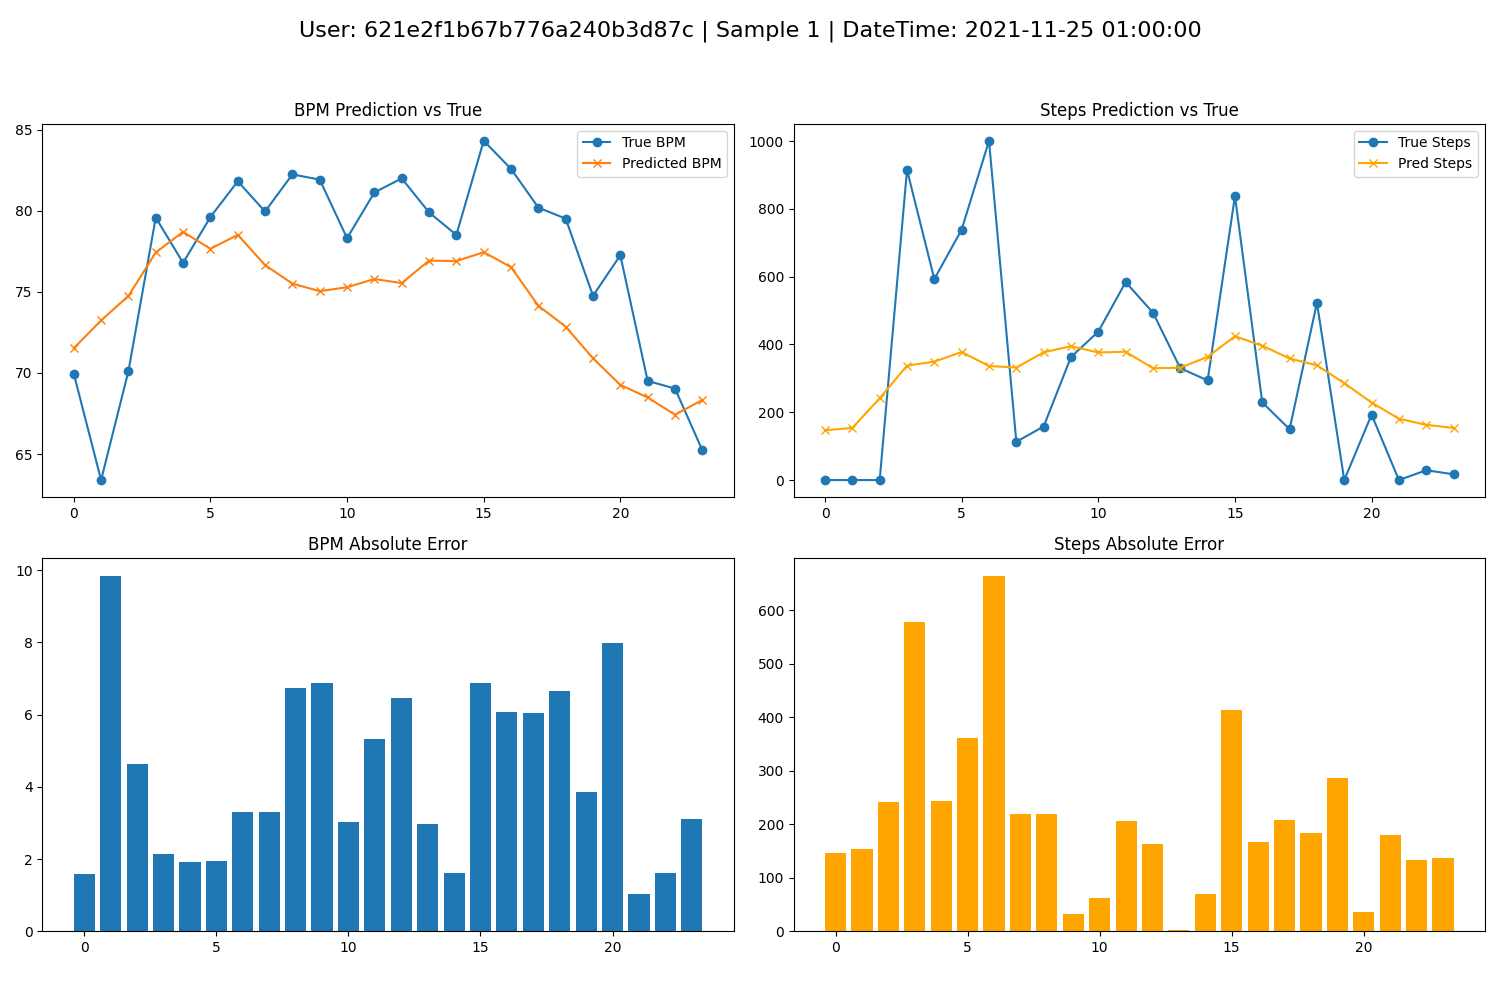 User: 621e2f1b67b776a240b3d87c | Sample 1 | DateTime: 2021-11-25 01:00:00
BPM Prediction vs True
85
80
75
70
65
0 5 10 15 20
True BPM
Predicted BPM
Steps Prediction vs True
1000
800
600
400
200
0
0 5 10 15 20
True Steps
Pred Steps
BPM Absolute Error
10
8
6
4
2
0
0 5 10 15 20
Steps Absolute Error
600
500
400
300
200
100
0
0 5 10 15 20